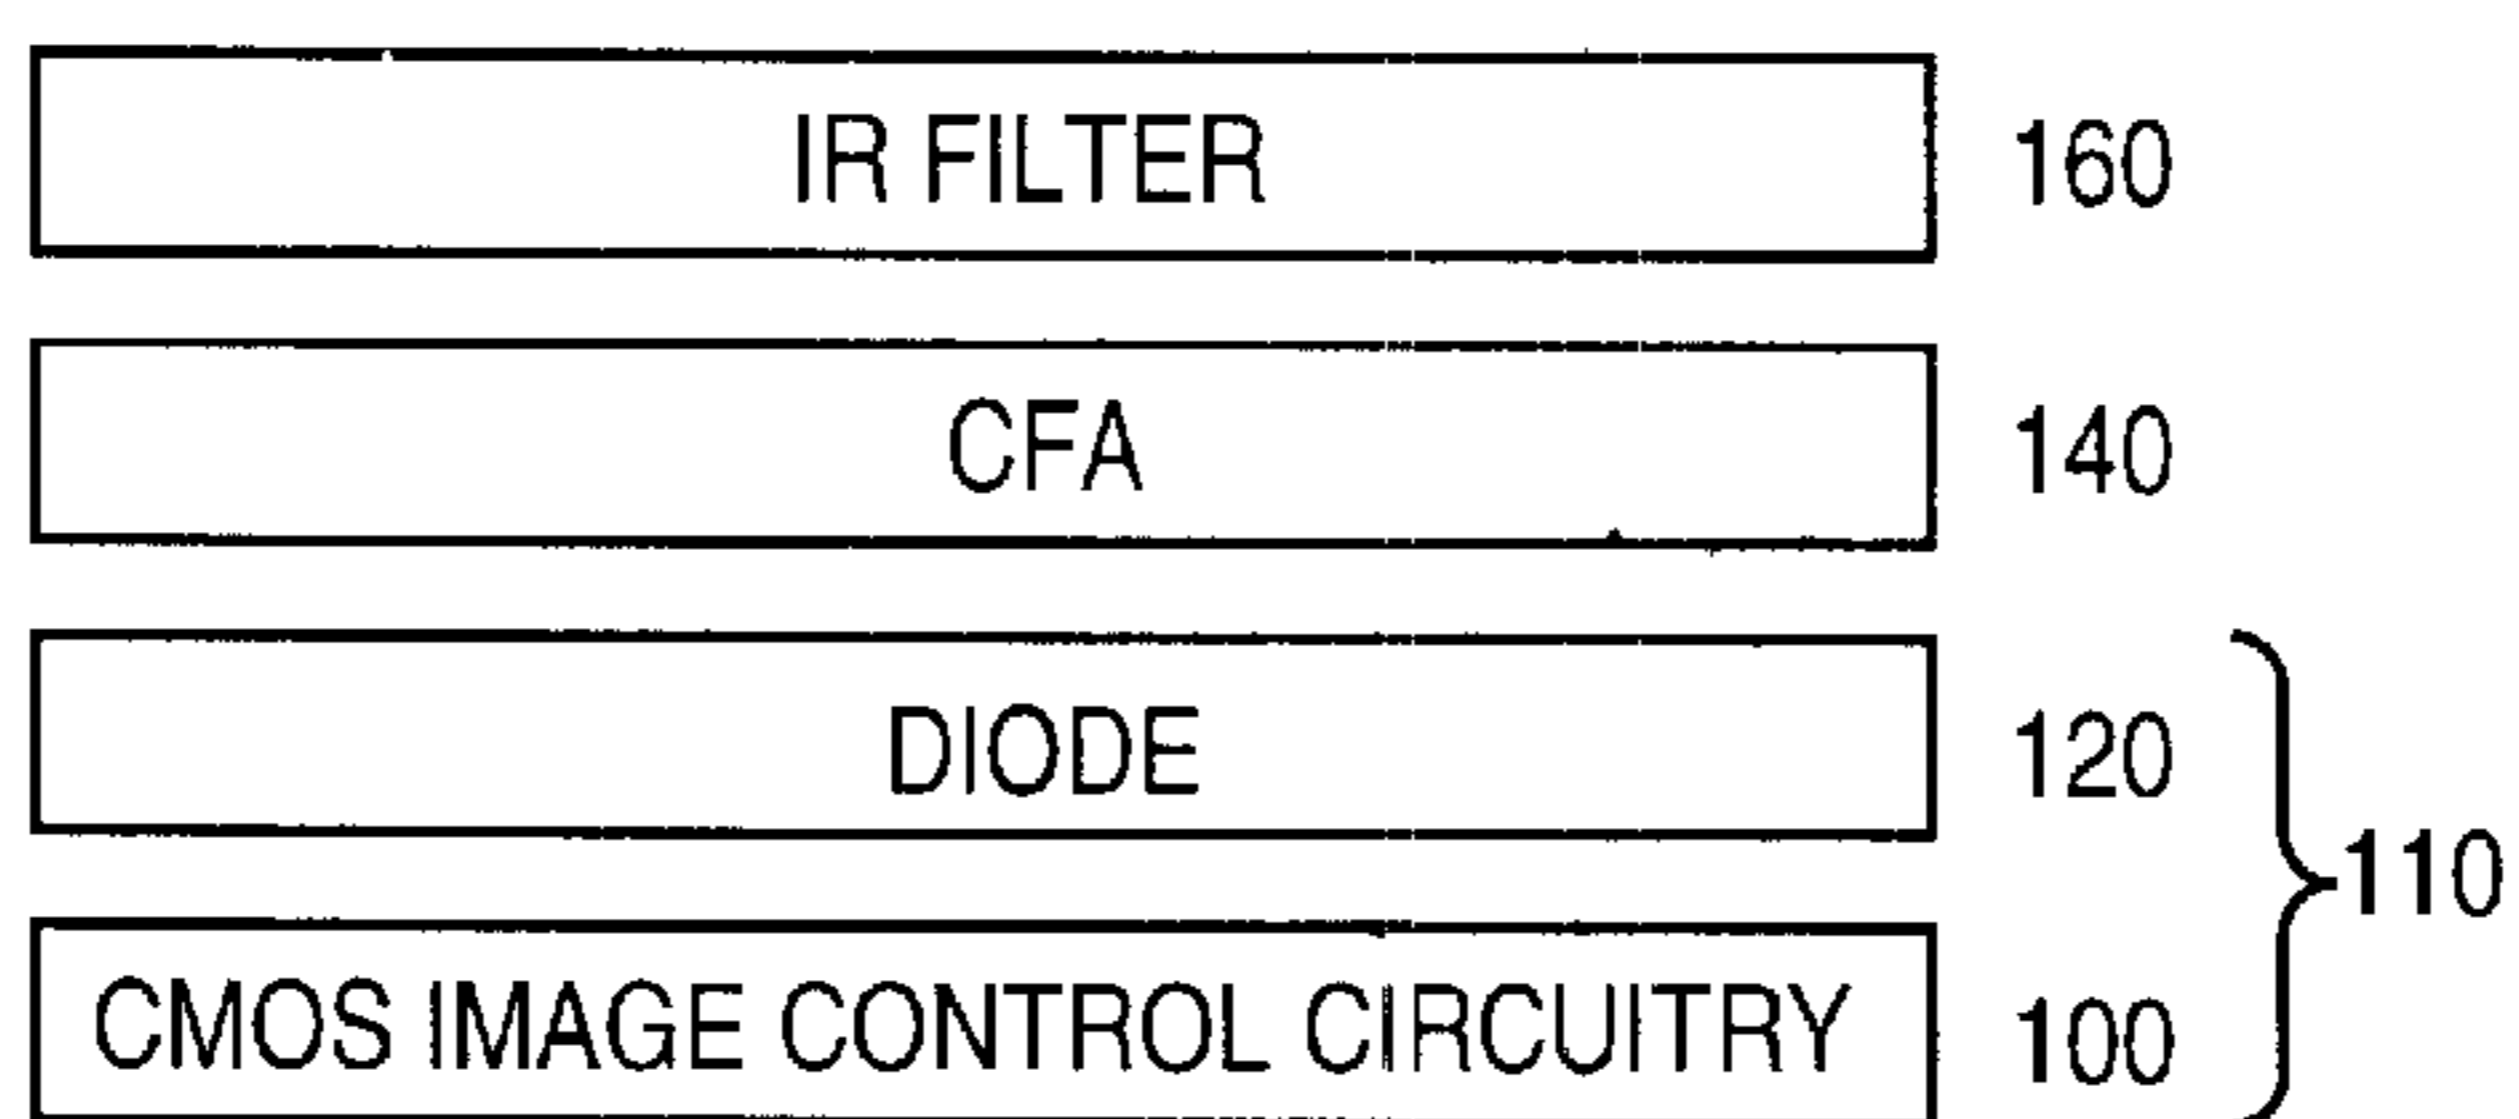 IR FILTER 160
CFA 140
DIODE 120
110
CMOS IMAGE CONTROL CIRCUITRY 100